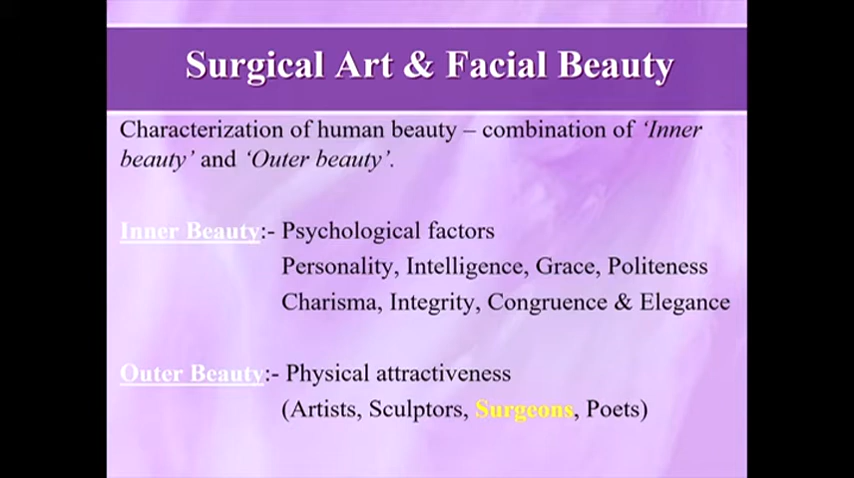 Surgical Art & Facial Beauty
Characterization of human beauty – combination of ‘Inner
beauty’ and ‘Outer beauty’.
Inner Beauty:- Psychological factors
Personality, Intelligence, Grace, Politeness
Charisma, Integrity, Congruence & Elegance
Outer Beauty:- Physical attractiveness
(Artists, Sculptors, Surgeons, Poets)